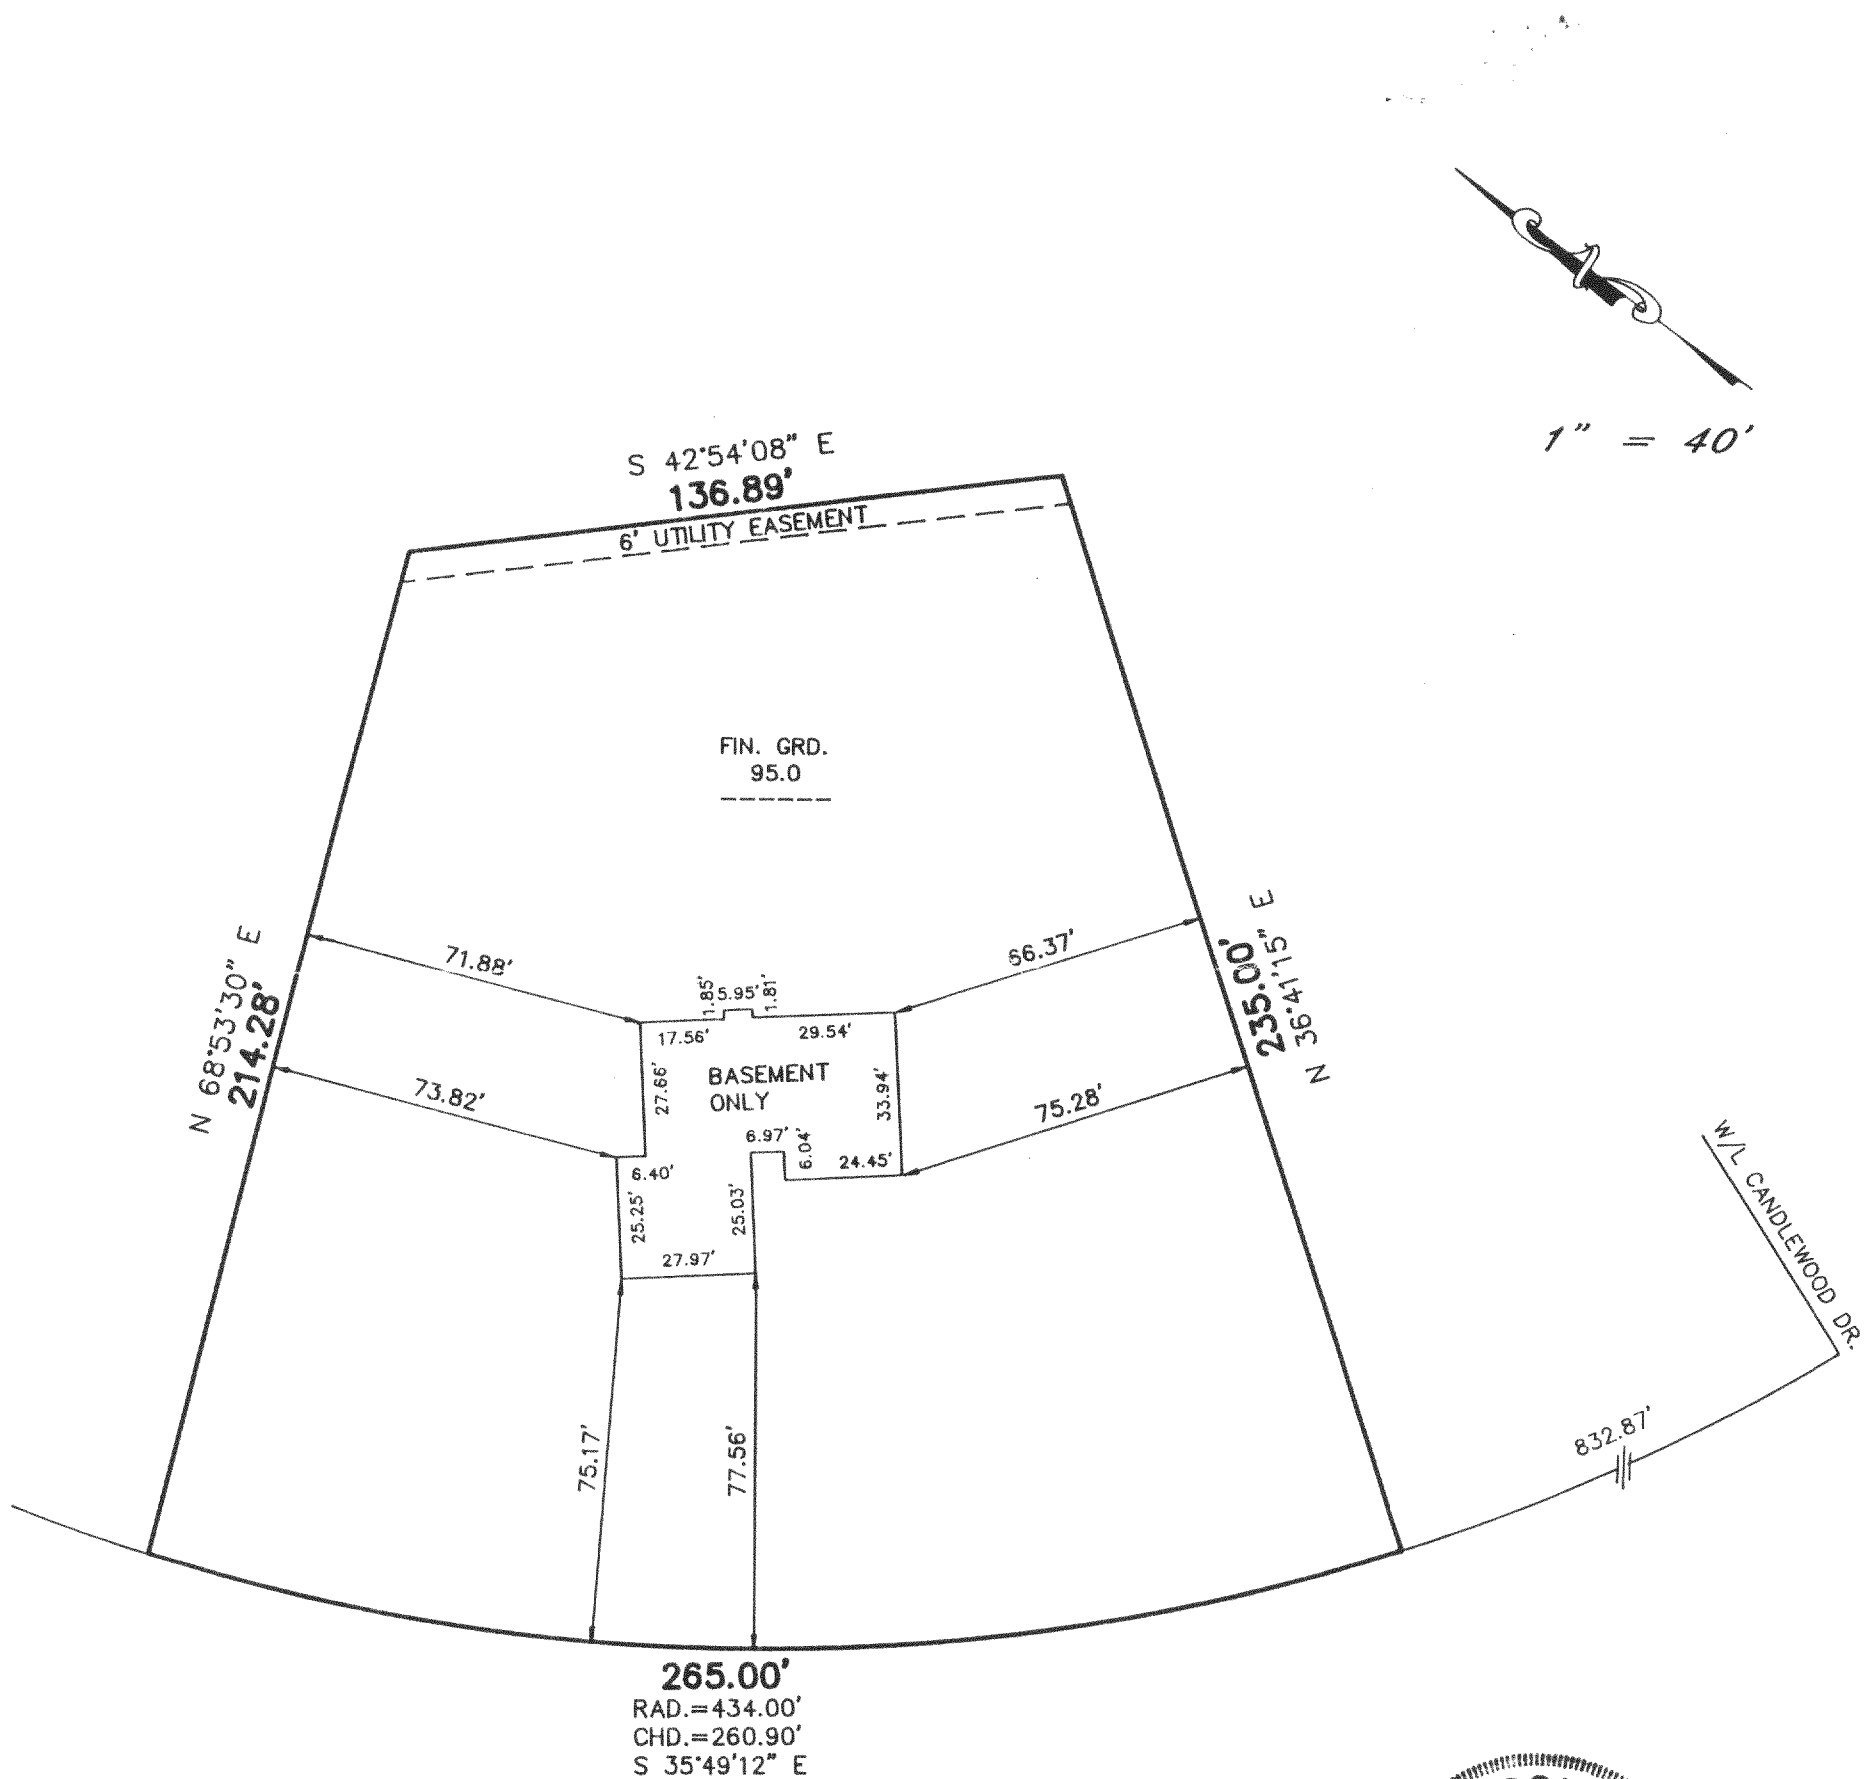 1" = 40'
S 42°54'08" E
136.89'
6' UTILITY EASEMENT
FIN. GRD.
95.0
N 68°53'30" E
214.28'
235.00'
N 36°41'15" E
71.88'
66.37'
1.85'
5.95'
1.81'
17.56'
29.54'
BASEMENT
ONLY
27.66'
33.94'
73.82'
75.28'
6.97'
6.04'
24.45'
6.40'
25.25'
25.03'
27.97'
W/L CANDLEWOOD DR.
832.87'
75.17'
77.56'
265.00'
RAD.=434.00'
CHD.=260.90'
S 35°49'12" E